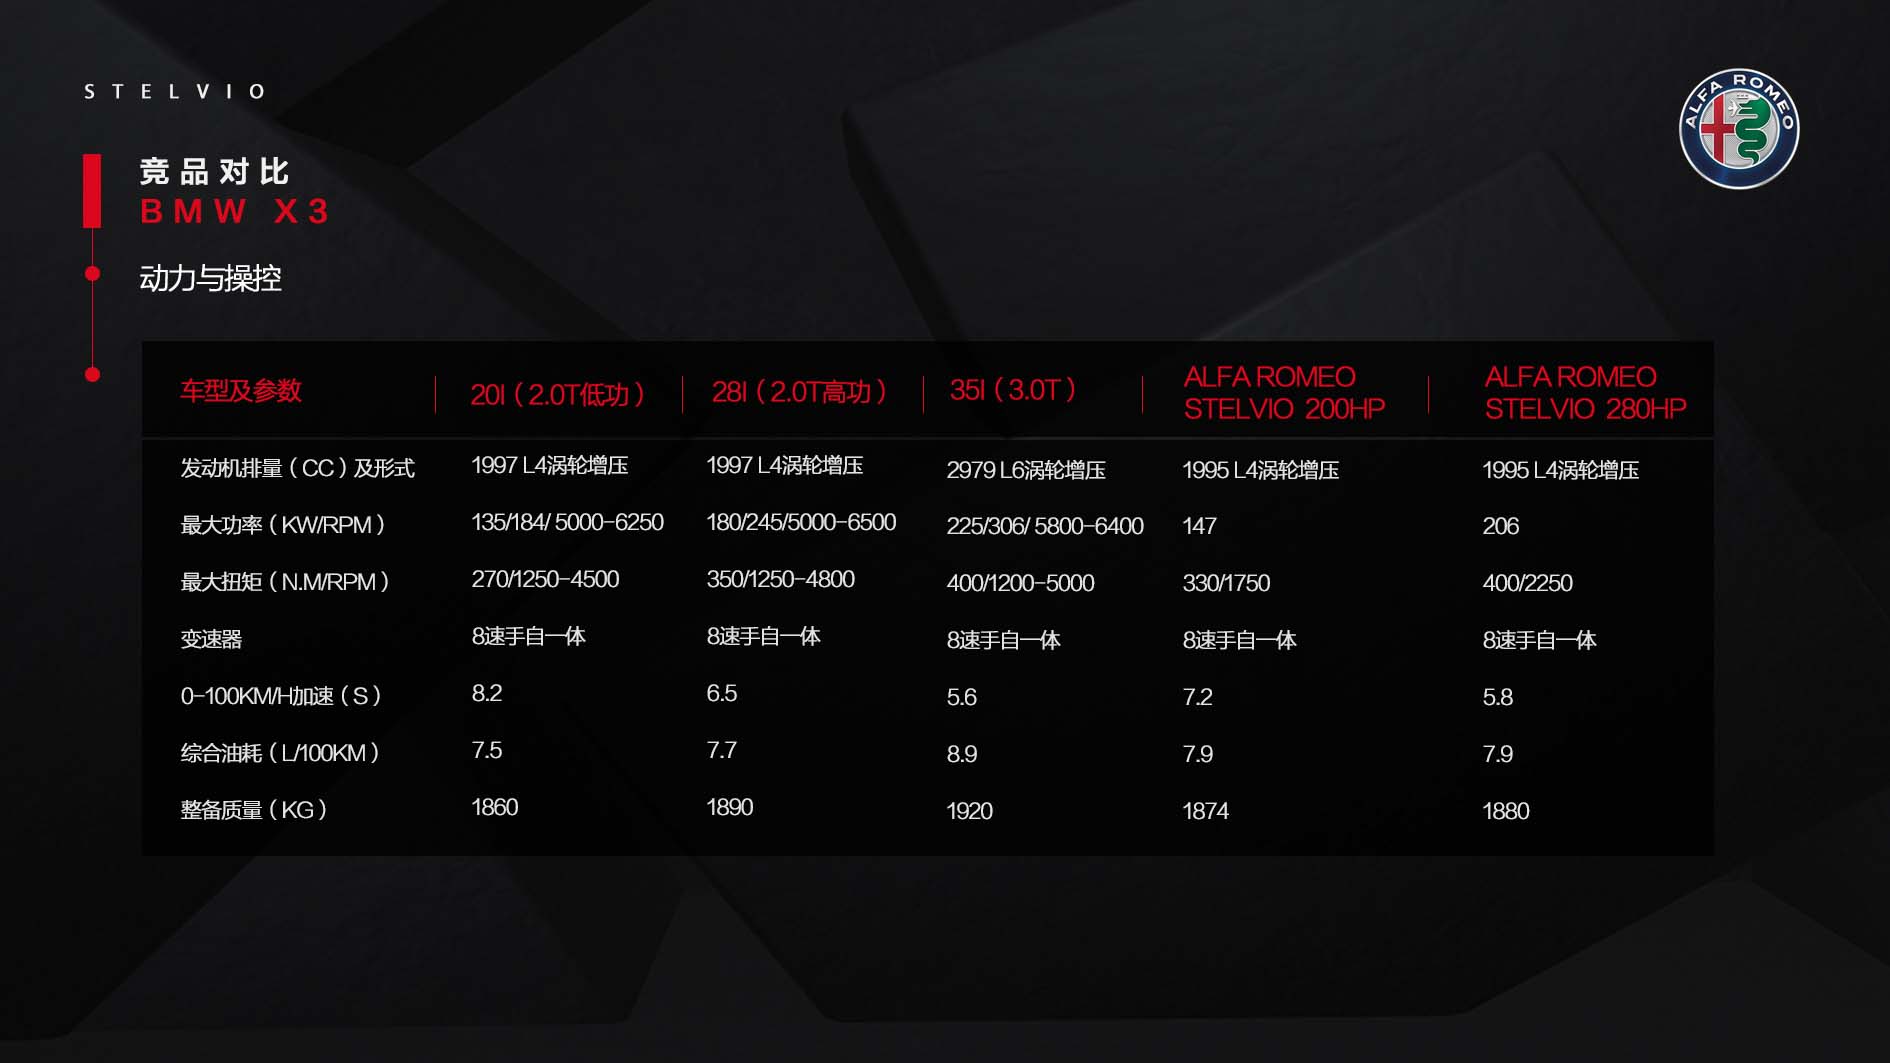 STELVIO
ALFA ROMEO
竞品对比
BMW X3
动力与操控
车型及参数 20I（2.0T低功） 28I（2.0T高功） 35I（3.0T） ALFA ROMEO STELVIO 200HP ALFA ROMEO STELVIO 280HP
发动机排量（CC）及形式 1997 L4涡轮增压 1997 L4涡轮增压 2979 L6涡轮增压 1995 L4涡轮增压 1995 L4涡轮增压
最大功率（KW/RPM） 135/184/ 5000-6250 180/245/5000-6500 225/306/ 5800-6400 147 206
最大扭矩（N.M/RPM） 270/1250-4500 350/1250-4800 400/1200-5000 330/1750 400/2250
变速器 8速手自一体 8速手自一体 8速手自一体 8速手自一体 8速手自一体
0-100KM/H加速（S） 8.2 6.5 5.6 7.2 5.8
综合油耗（L/100KM） 7.5 7.7 8.9 7.9 7.9
整备质量（KG） 1860 1890 1920 1874 1880